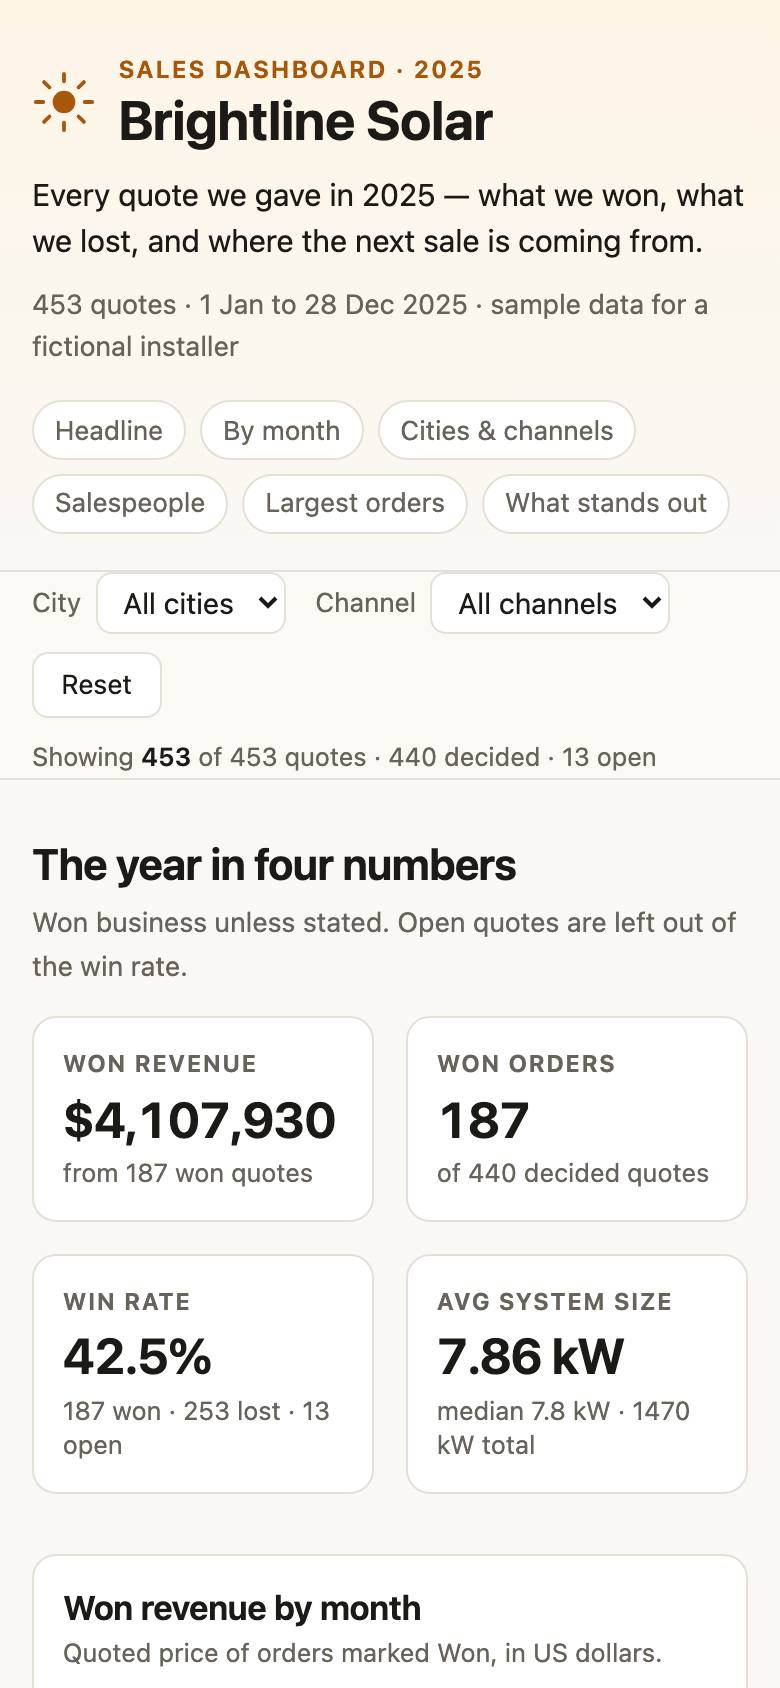 SALES DASHBOARD · 2025
Brightline Solar
Every quote we gave in 2025 — what we won, what
we lost, and where the next sale is coming from.
453 quotes · 1 Jan to 28 Dec 2025 · sample data for a
fictional installer
Headline By month Cities & channels
Salespeople Largest orders What stands out
City All cities Channel All channels
Reset
Showing 453 of 453 quotes · 440 decided · 13 open
The year in four numbers
Won business unless stated. Open quotes are left out of
the win rate.
WON REVENUE
$4,107,930
from 187 won quotes
WON ORDERS
187
of 440 decided quotes
WIN RATE
42.5%
187 won · 253 lost · 13
open
AVG SYSTEM SIZE
7.86 kW
median 7.8 kW · 1470
kW total
Won revenue by month
Quoted price of orders marked Won, in US dollars.